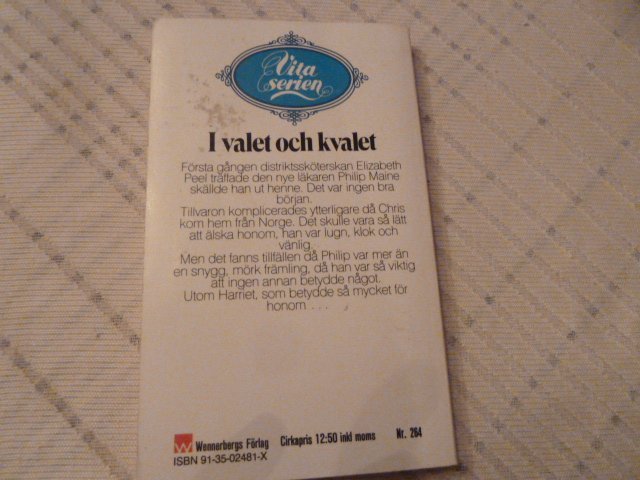 Vita
serien
I valet och kvalet
Första gången distriktssköterskan Elizabeth
Peel träffade den nye läkaren Philip Maine
skällde han ut henne. Det var ingen bra
början.
Tillvaron komplicerades ytterligare då Chris
kom hem från Norge. Det skulle vara så lätt
att älska honom, han var lugn, klok och
vänlig.
Men det fanns tillfällen då Philip var mer än
en snygg, mörk främling, då han var så viktig
att ingen annan betydde något.
Utom Harriet, som betydde så mycket för
honom . . .
W Wennerbergs Förlag Cirkapris 12:50 inkl moms Nr. 264
ISBN 91-35-02481-X